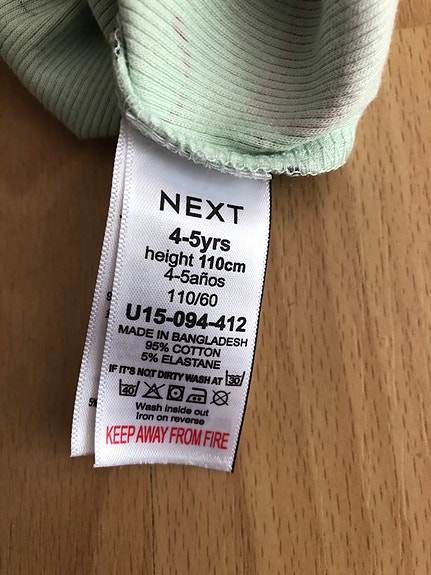 NEXT
4-5yrs
height 110cm
4-5años
110/60
U15-094-412
MADE IN BANGLADESH
95% COTTON
5% ELASTANE
IF IT'S NOT DIRTY WASH AT 30
40
Wash inside out
Iron on reverse
KEEP AWAY FROM FIRE